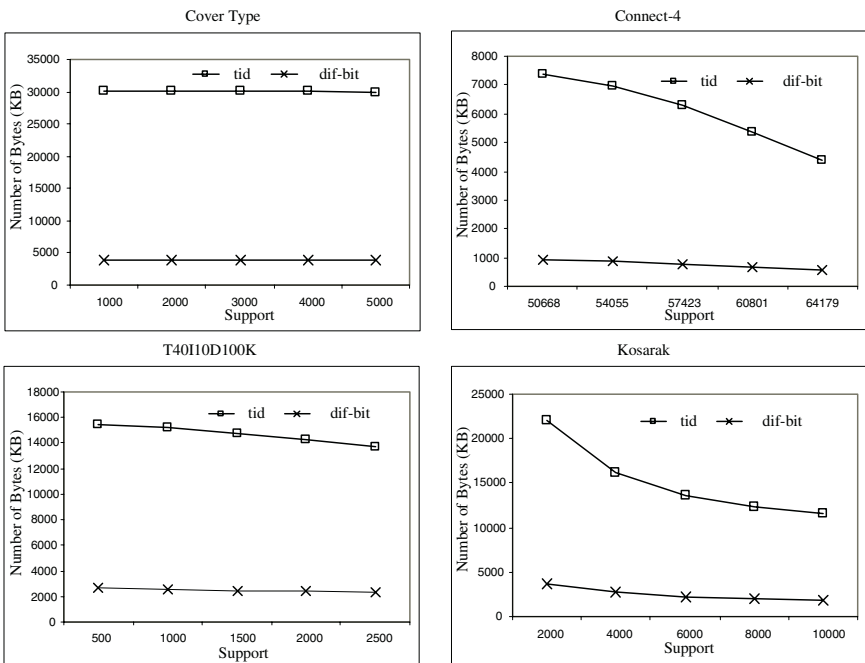 Cover Type
Number of Bytes (KB)
35000
30000
25000
20000
15000
10000
5000
0
tid
dif-bit
1000 2000 3000 4000 5000
Support
Connect-4
Number of Bytes (KB)
8000
7000
6000
5000
4000
3000
2000
1000
0
tid
dif-bit
50668 54055 57423 60801 64179
Support
T40I10D100K
Number of Bytes (KB)
18000
16000
14000
12000
10000
8000
6000
4000
2000
0
tid
dif-bit
500 1000 1500 2000 2500
Support
Kosarak
Number of Bytes (KB)
25000
20000
15000
10000
5000
0
tid
dif-bit
2000 4000 6000 8000 10000
Support